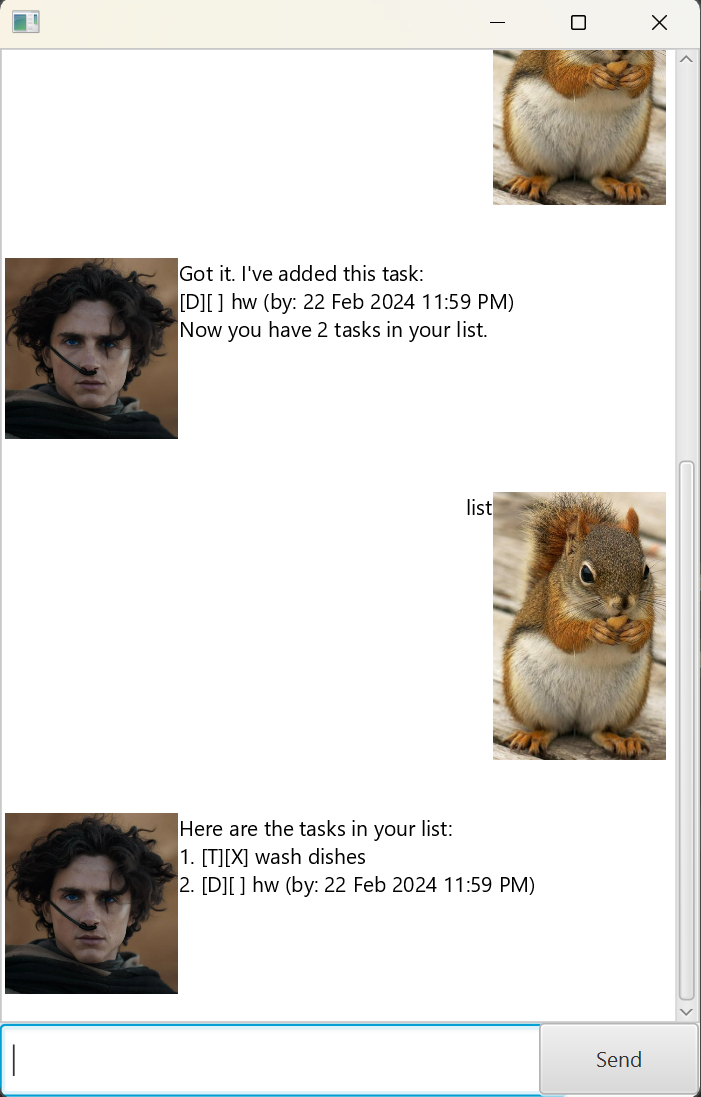 Got it. I've added this task:
[D][ ] hw (by: 22 Feb 2024 11:59 PM)
Now you have 2 tasks in your list.
list
Here are the tasks in your list:
1. [T][X] wash dishes
2. [D][ ] hw (by: 22 Feb 2024 11:59 PM)
Send